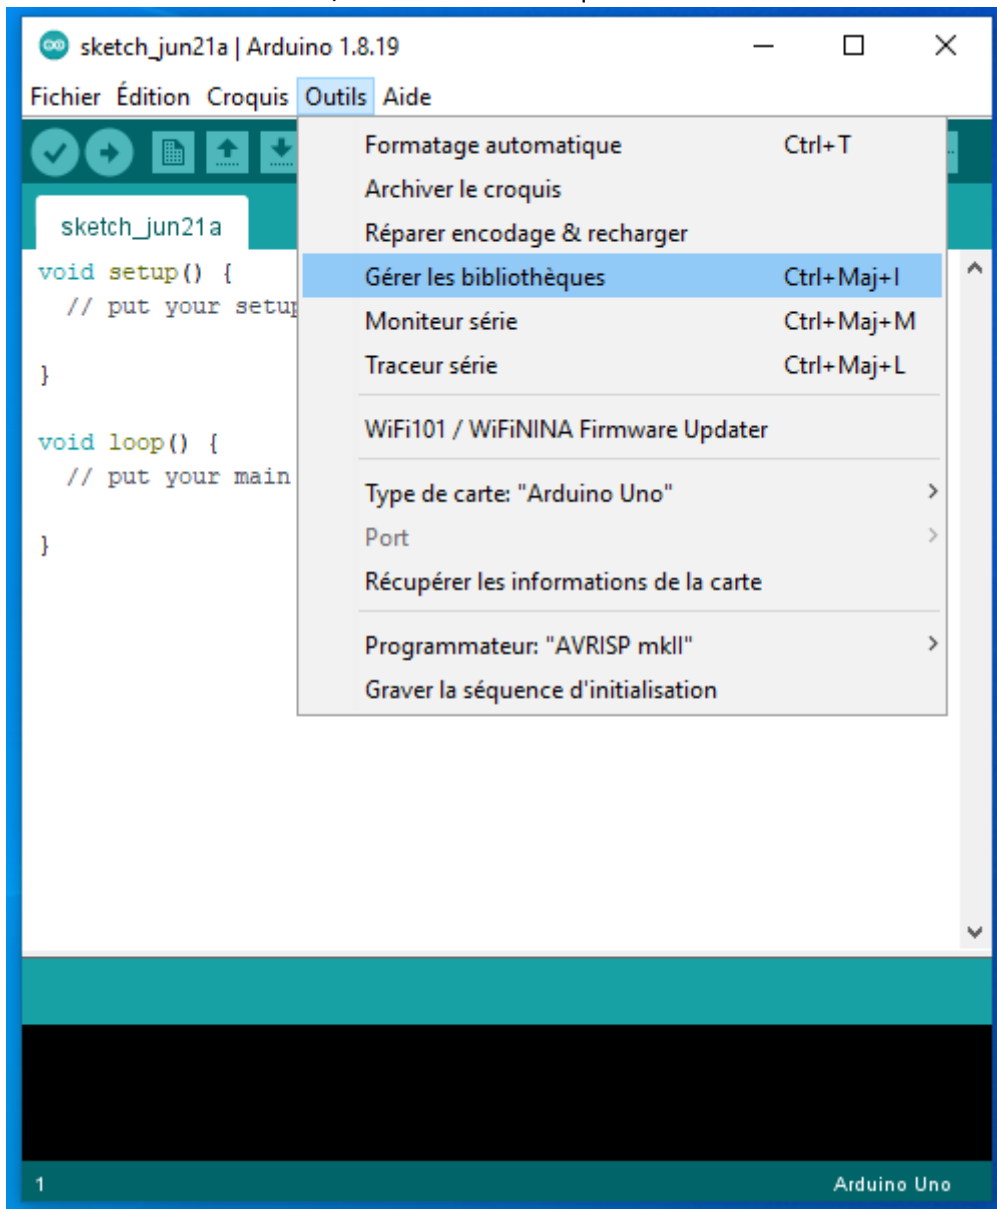 sketch_jun21a | Arduino 1.8.19
Fichier Édition Croquis Outils Aide
Formatage automatique Ctrl+T
Archiver le croquis
sketch_jun21a
Réparer encodage & recharger
void setup() {
Gérer les bibliothèques Ctrl+Maj+I
// put your setup
Moniteur série Ctrl+Maj+M
}
Traceur série Ctrl+Maj+L
WiFi101 / WiFiNINA Firmware Updater
void loop() {
// put your main
Type de carte: "Arduino Uno"
}
Port
Récupérer les informations de la carte
Programmateur: "AVRISP mkII"
Graver la séquence d'initialisation
1 Arduino Uno